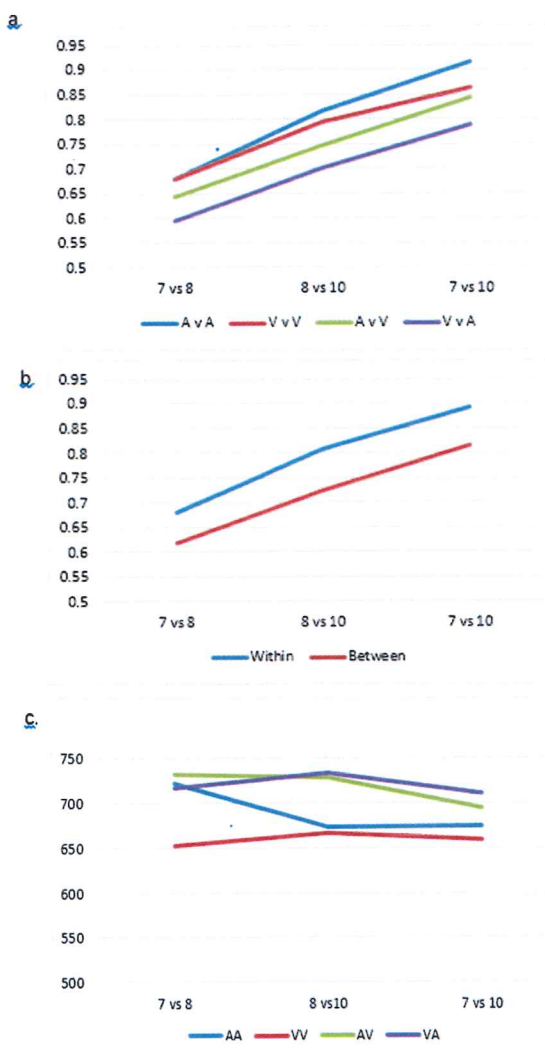 a
0.95
0.9
0.85
0.8
0.75
0.7
0.65
0.6
0.55
0.5
7 vs 8 8 vs 10 7 vs 10
A v A V v V A v V V v A
b
0.95
0.9
0.85
0.8
0.75
0.7
0.65
0.6
0.55
0.5
7 vs 8 8 vs 10 7 vs 10
Within Between
c.
750
700
650
600
550
500
7 vs 8 8 vs10 7 vs 10
AA VV AV VA